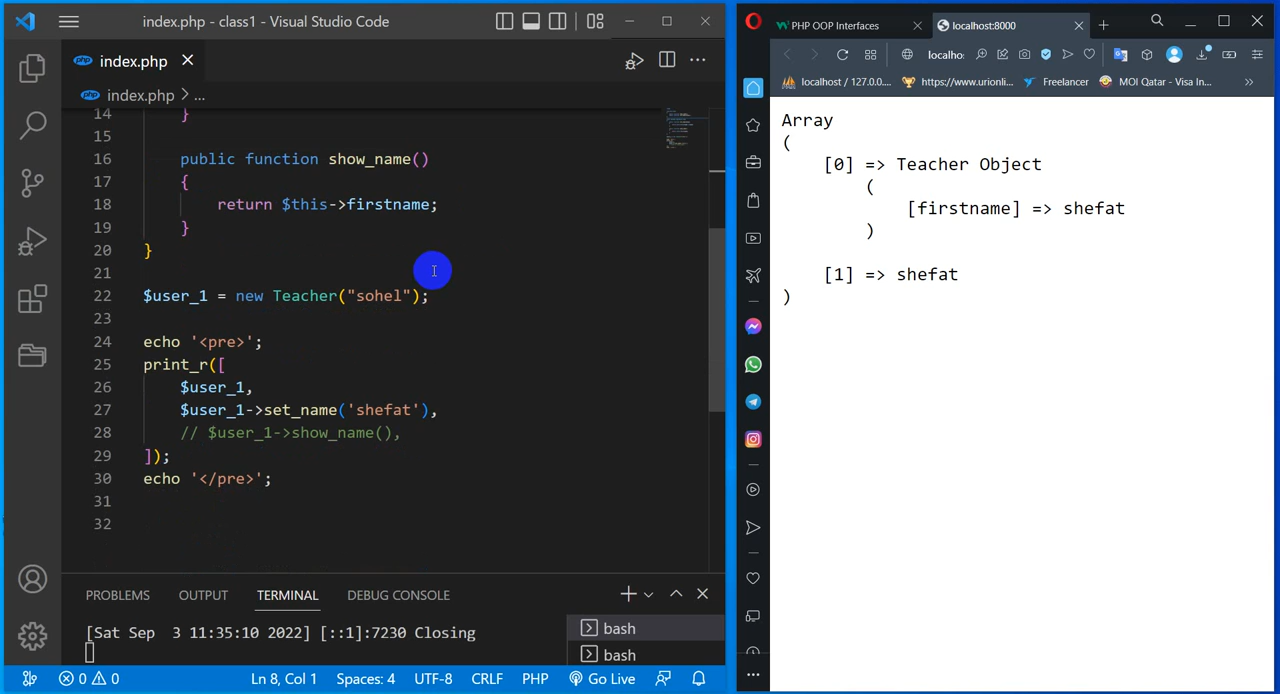 index.php - class1 - Visual Studio Code
index.php
index.php > ...
14 }
15
16 public function show_name()
17 {
18 return $this->firstname;
19 }
20 }
21
22 $user_1 = new Teacher("sohel");
23
24 echo '<pre>';
25 print_r([
26 $user_1,
27 $user_1->set_name('shefat'),
28 // $user_1->show_name(),
29 ]);
30 echo '</pre>';
31
32
PROBLEMS OUTPUT TERMINAL DEBUG CONSOLE
[Sat Sep  3 11:35:10 2022] [::1]:7230 Closing
bash
bash
0 0 Ln 8, Col 1 Spaces: 4 UTF-8 CRLF PHP Go Live
PHP OOP Interfaces
localhost:8000
localho:
localhost / 127.0.0.... https://www.urionli... Freelancer MOI Qatar - Visa In...
Array
(
[0] => Teacher Object
(
[firstname] => shefat
)
[1] => shefat
)